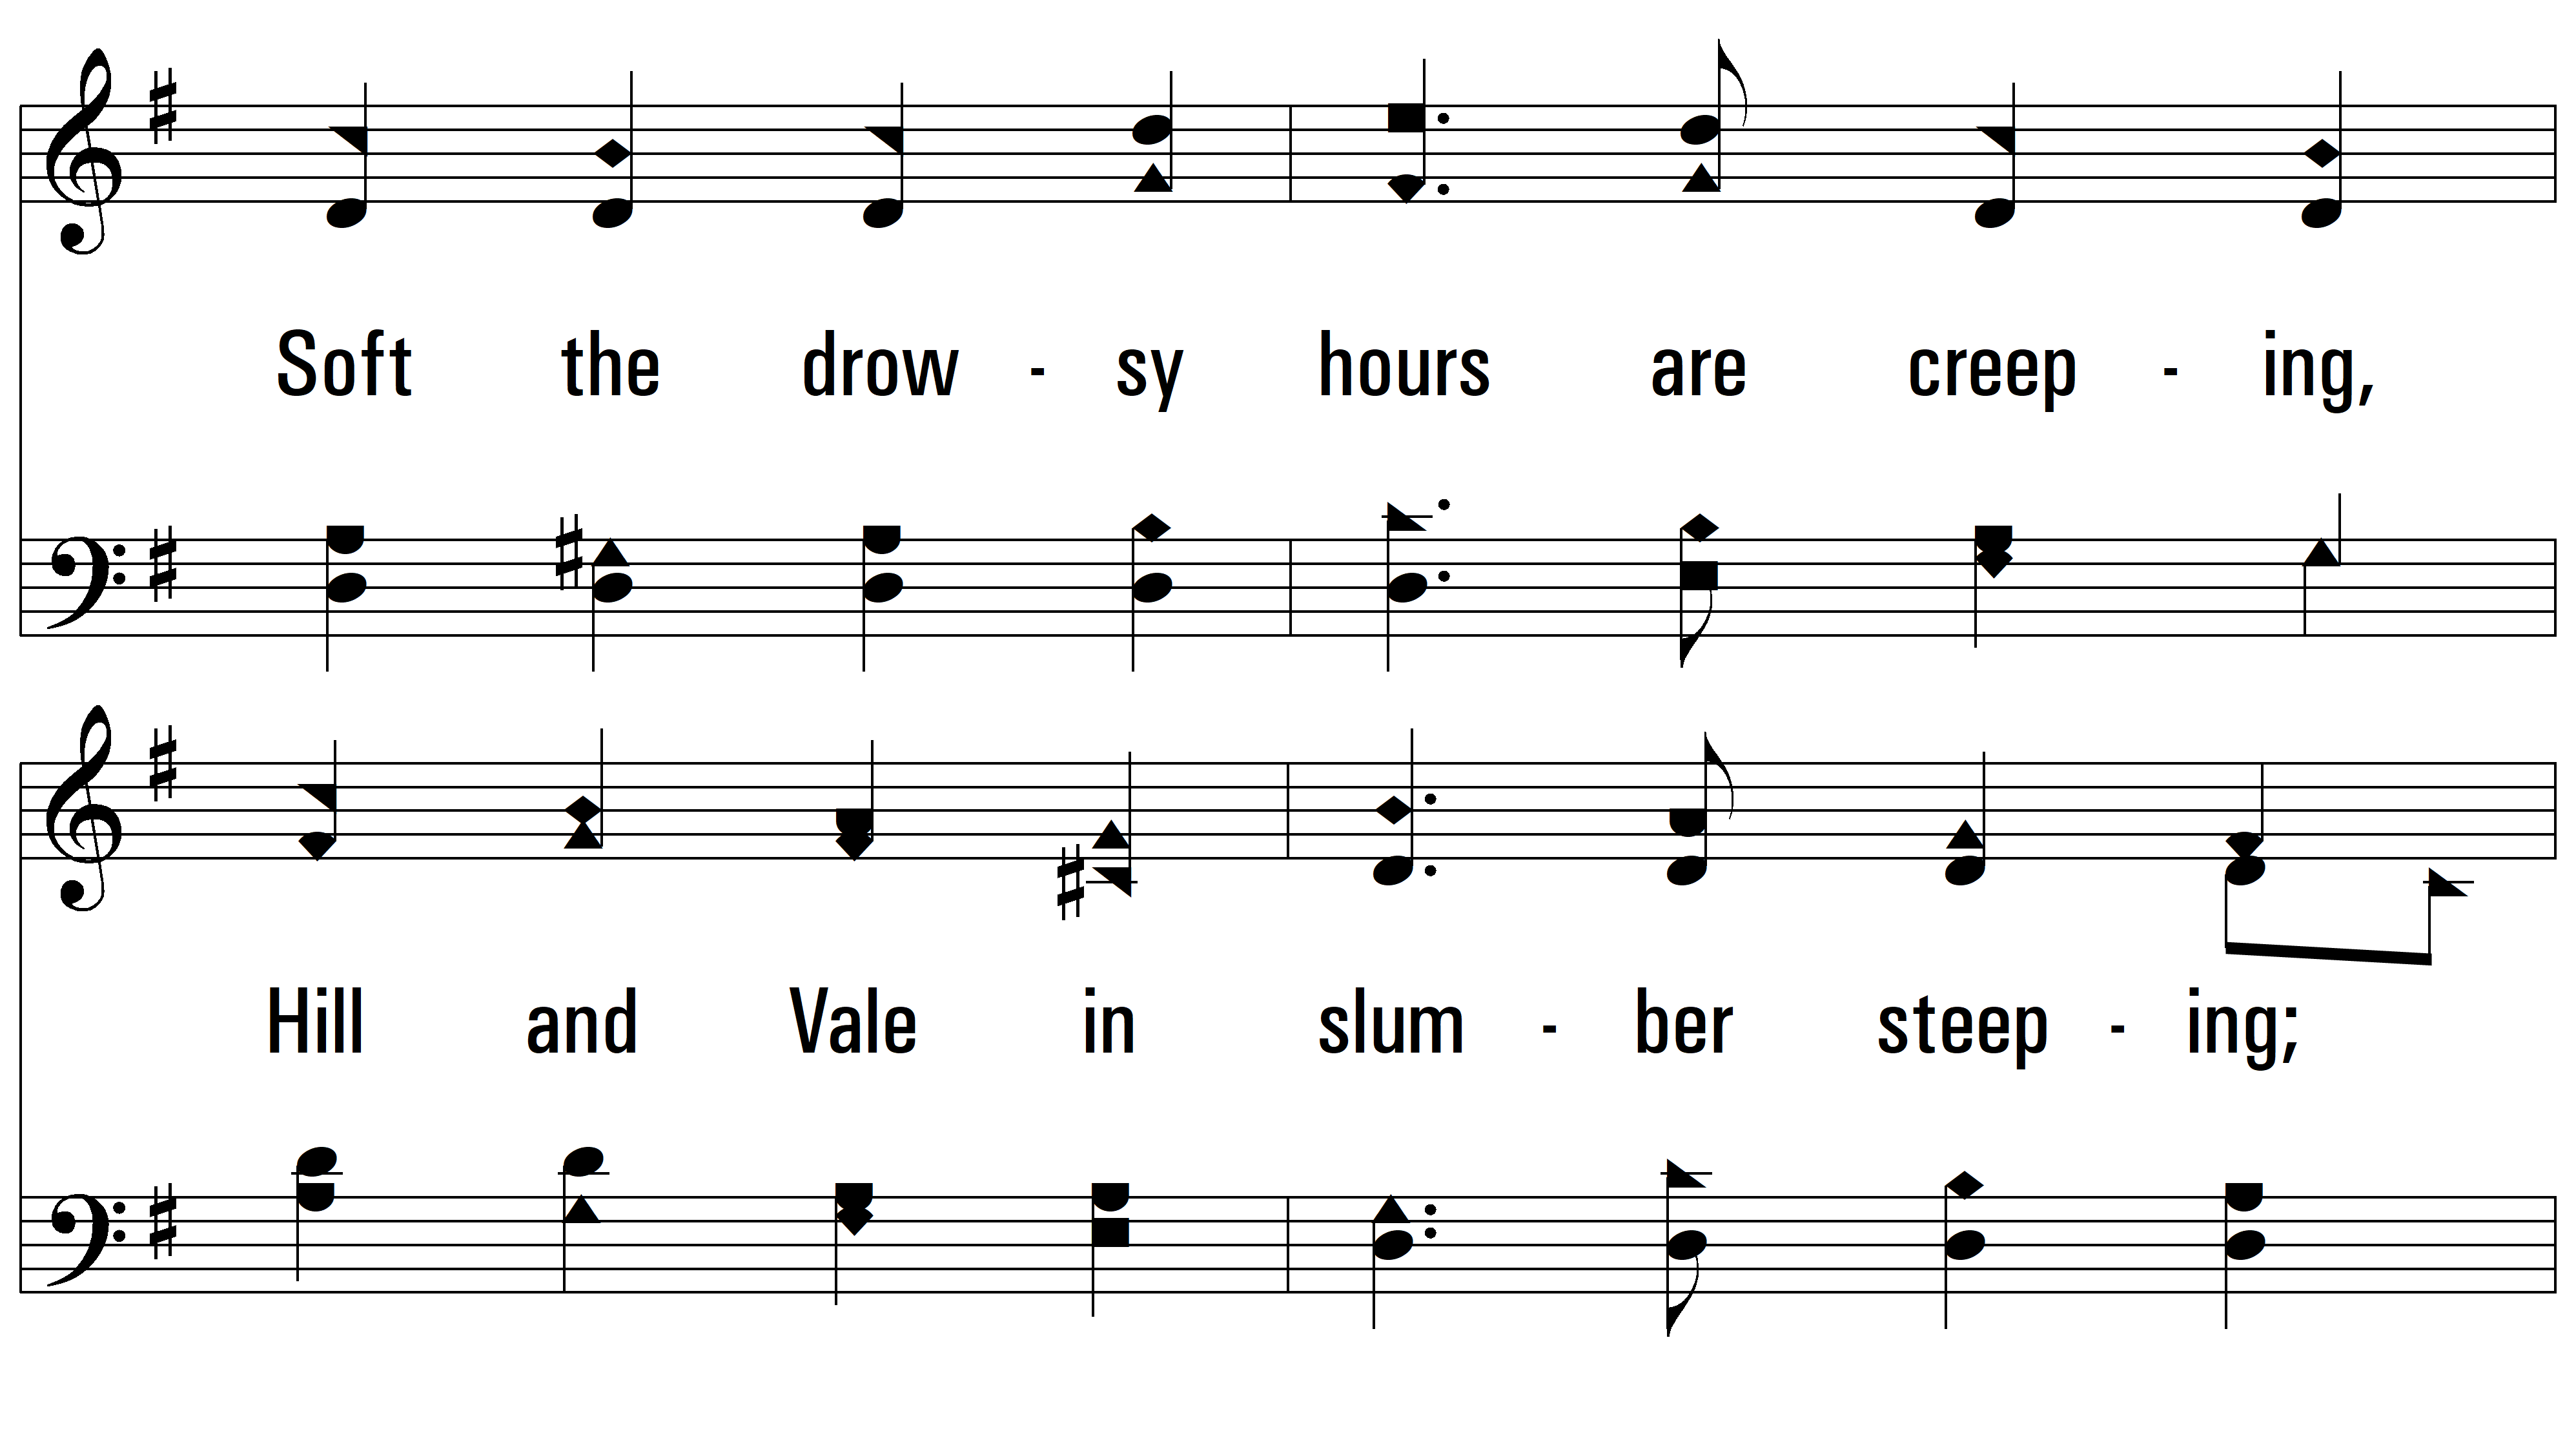 Soft the drow - sy hours are creep - ing,
Hill and Vale in slum - ber steep - ing;